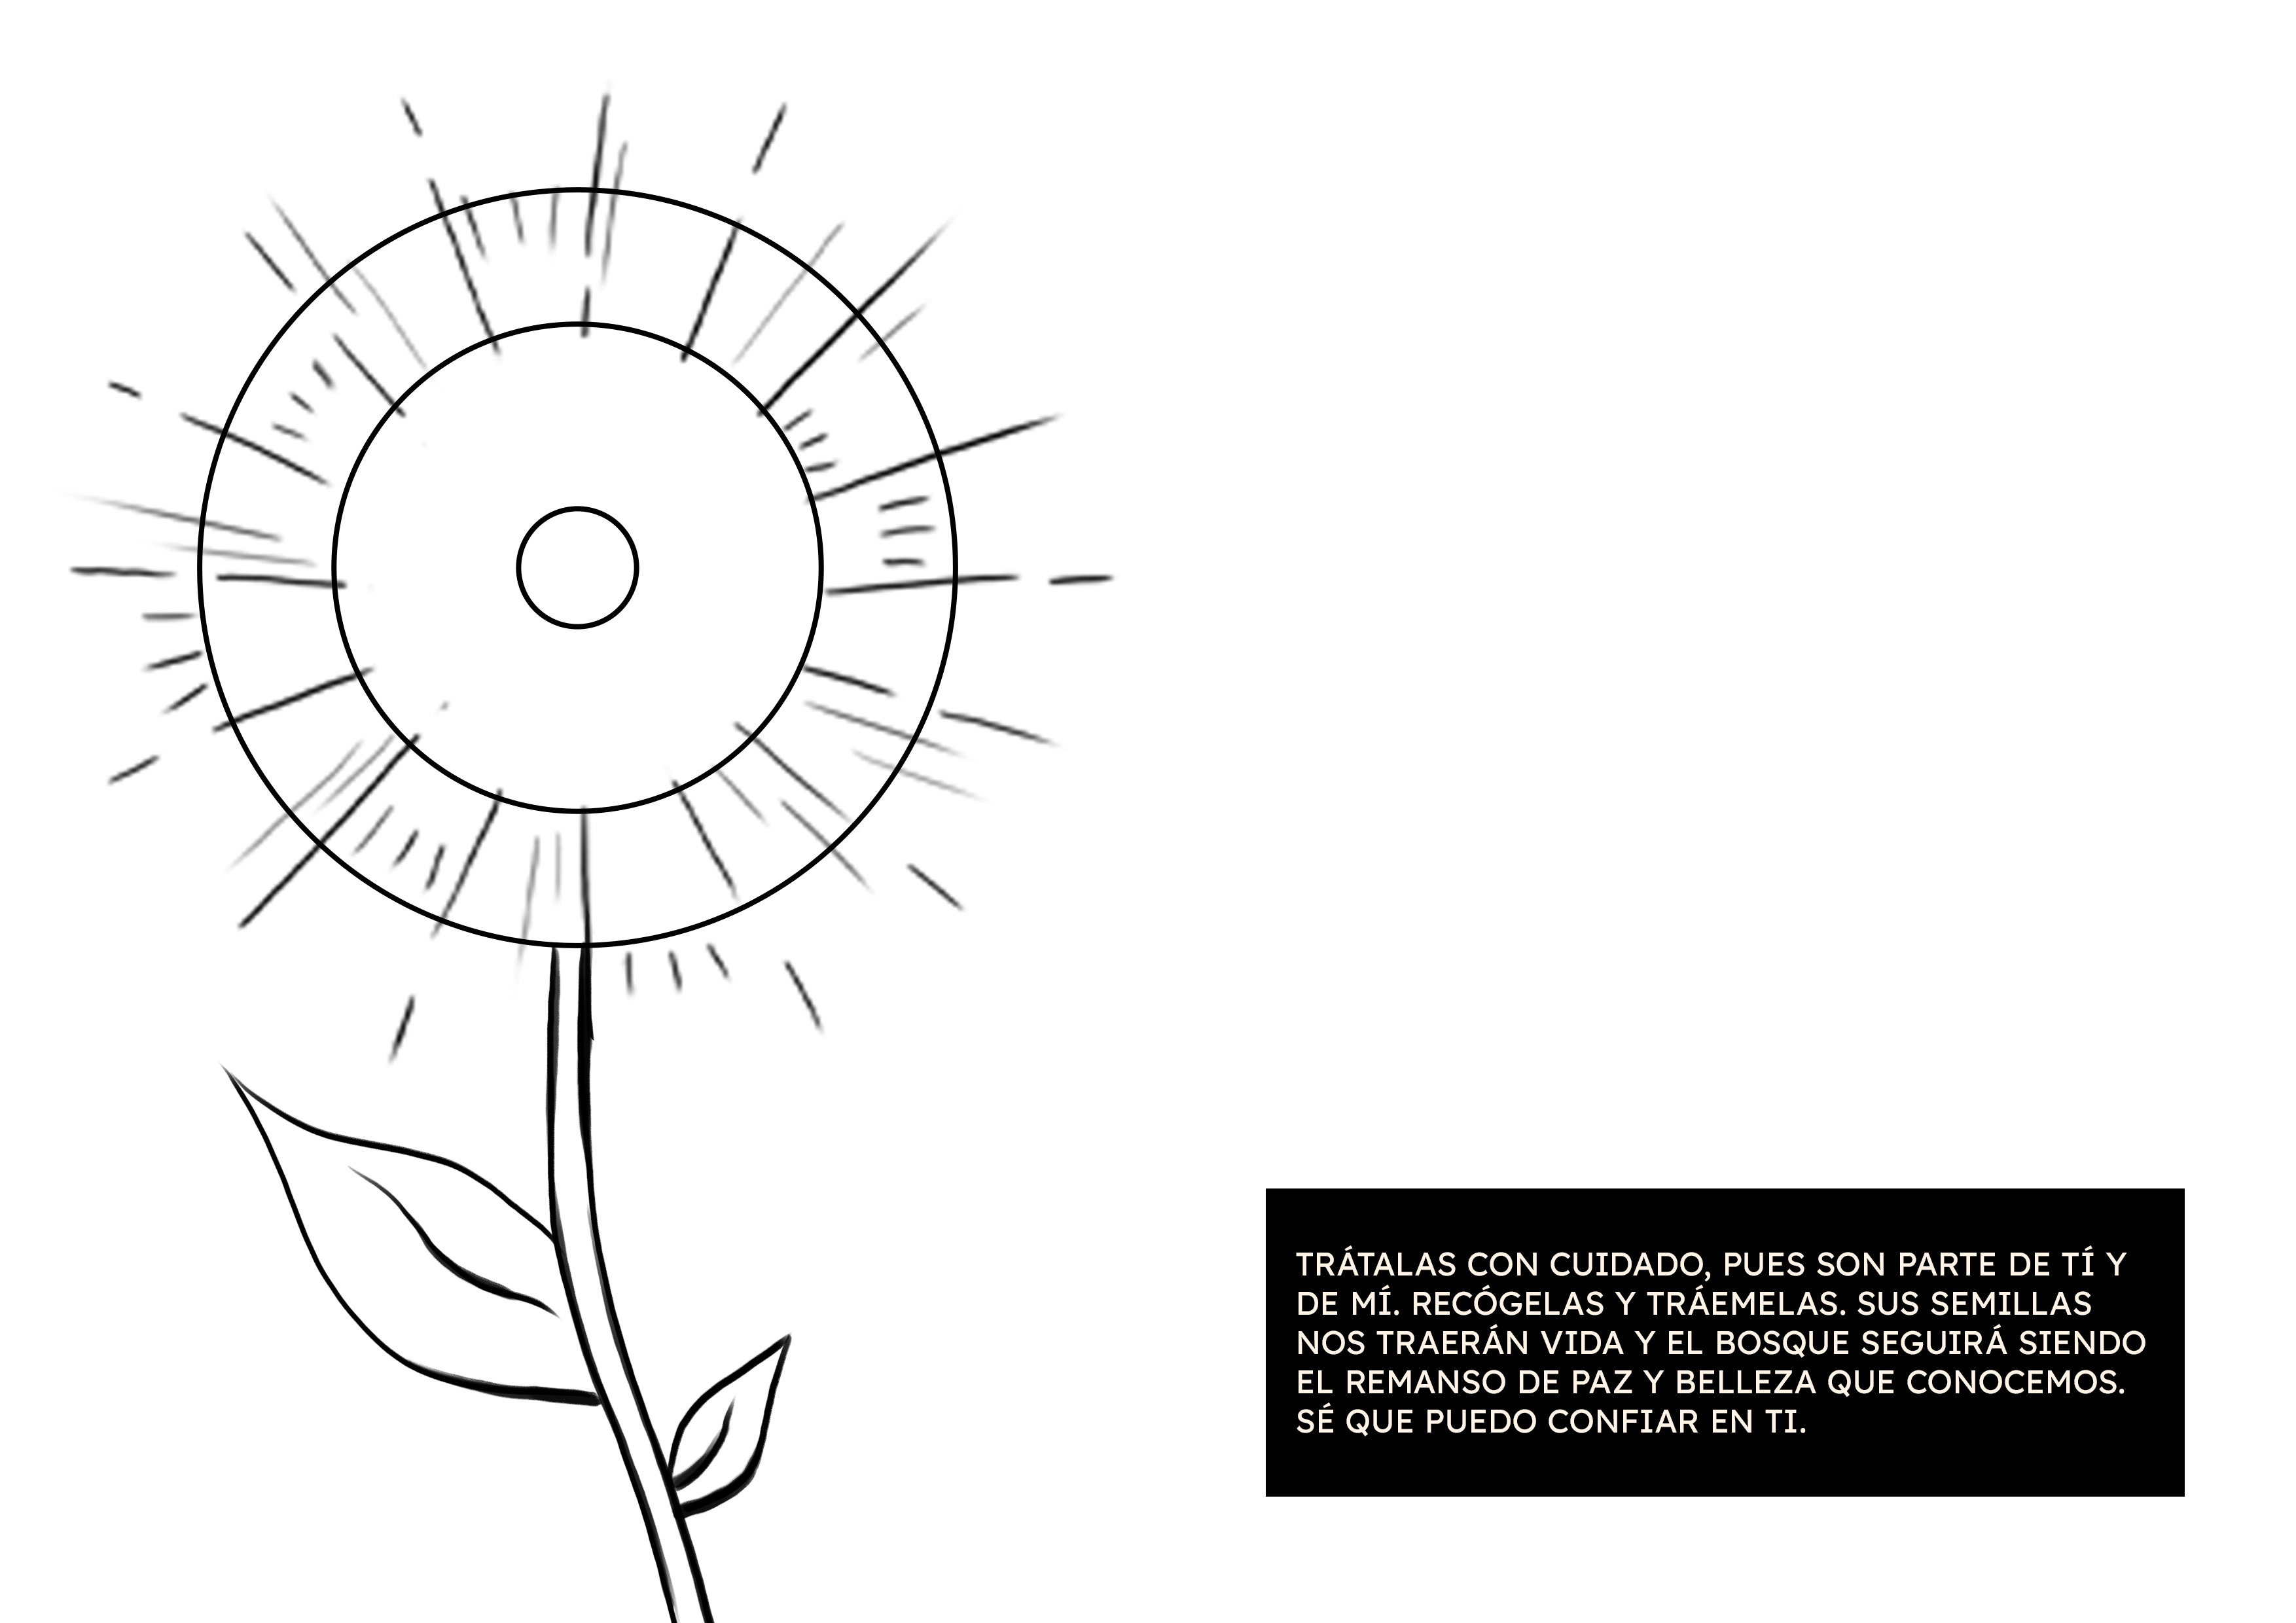 TRÁTALAS CON CUIDADO, PUES SON PARTE DE TÍ Y
DE MÍ. RECÓGELAS Y TRÁEMELAS. SUS SEMILLAS
NOS TRAERÁN VIDA Y EL BOSQUE SEGUIRÁ SIENDO
EL REMANSO DE PAZ Y BELLEZA QUE CONOCEMOS.
SÉ QUE PUEDO CONFIAR EN TI.